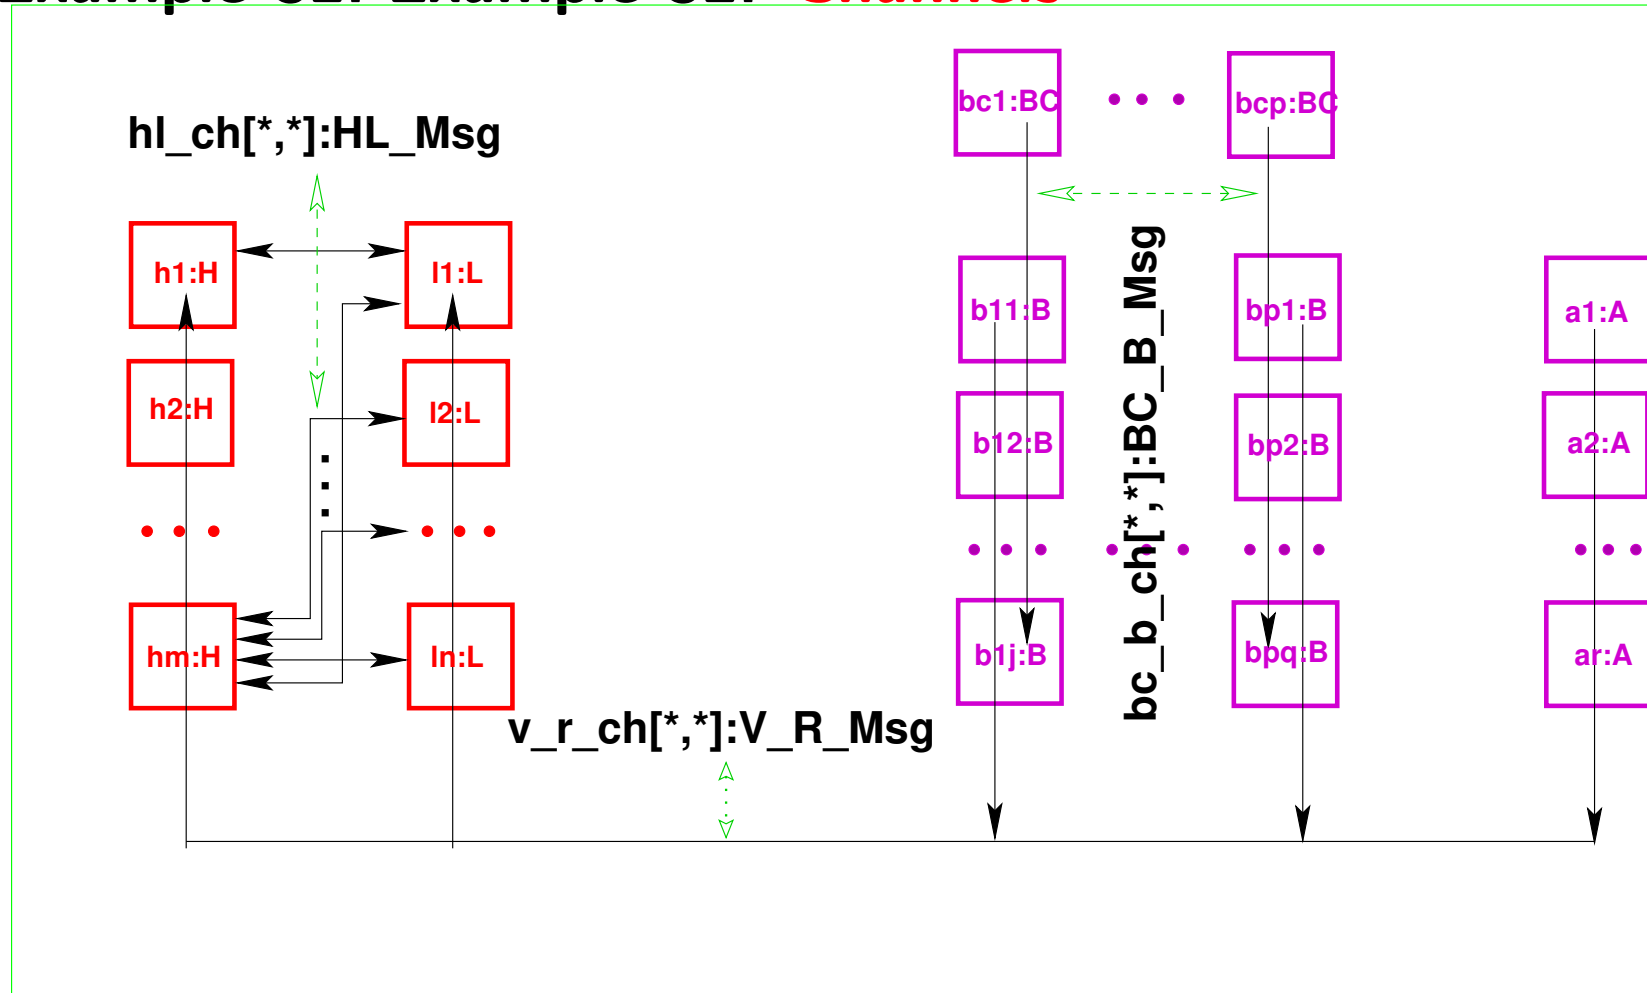 Channels
hl_ch[*,*]:HL_Msg
bc1:BC
bcp:BC
h1:H
l1:L
h2:H
l2:L
hm:H
ln:L
b11:B
bp1:B
a1:A
b12:B
bp2:B
a2:A
b1j:B
bpq:B
ar:A
bc_b_ch[*,*]:BC_B_Msg
v_r_ch[*,*]:V_R_Msg